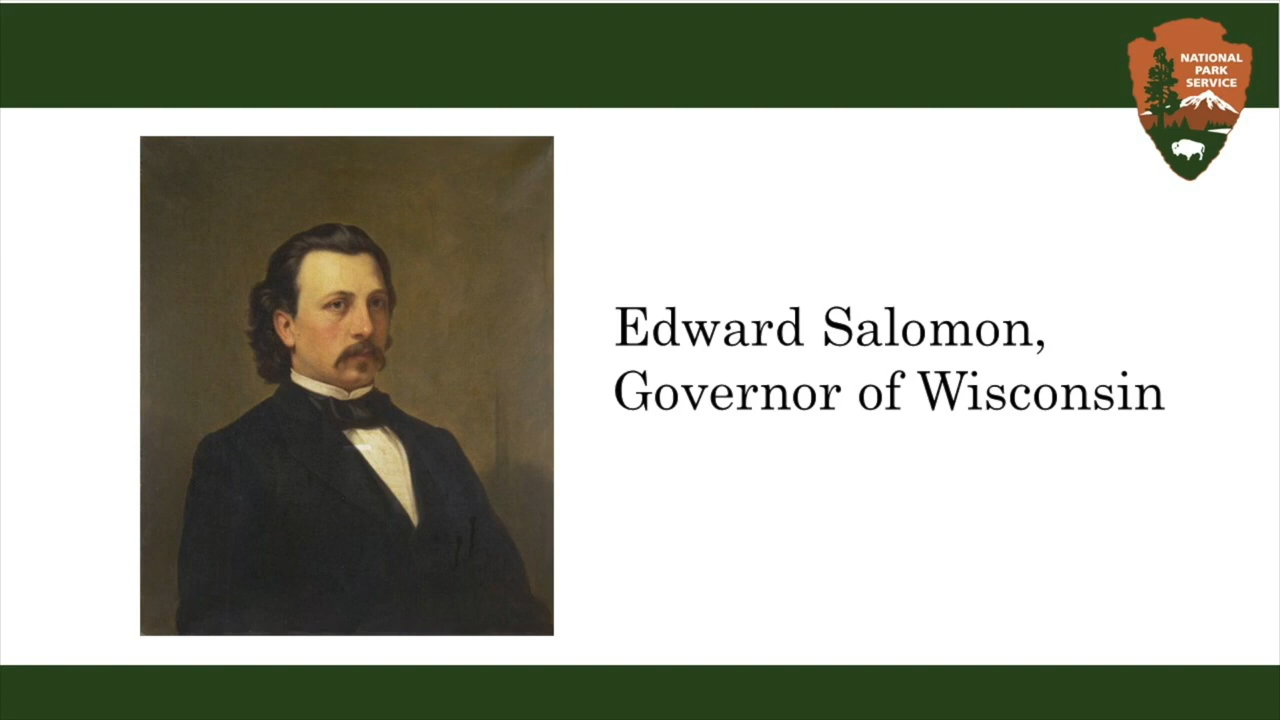 NATIONAL
PARK
SERVICE
Edward Salomon,
Governor of Wisconsin